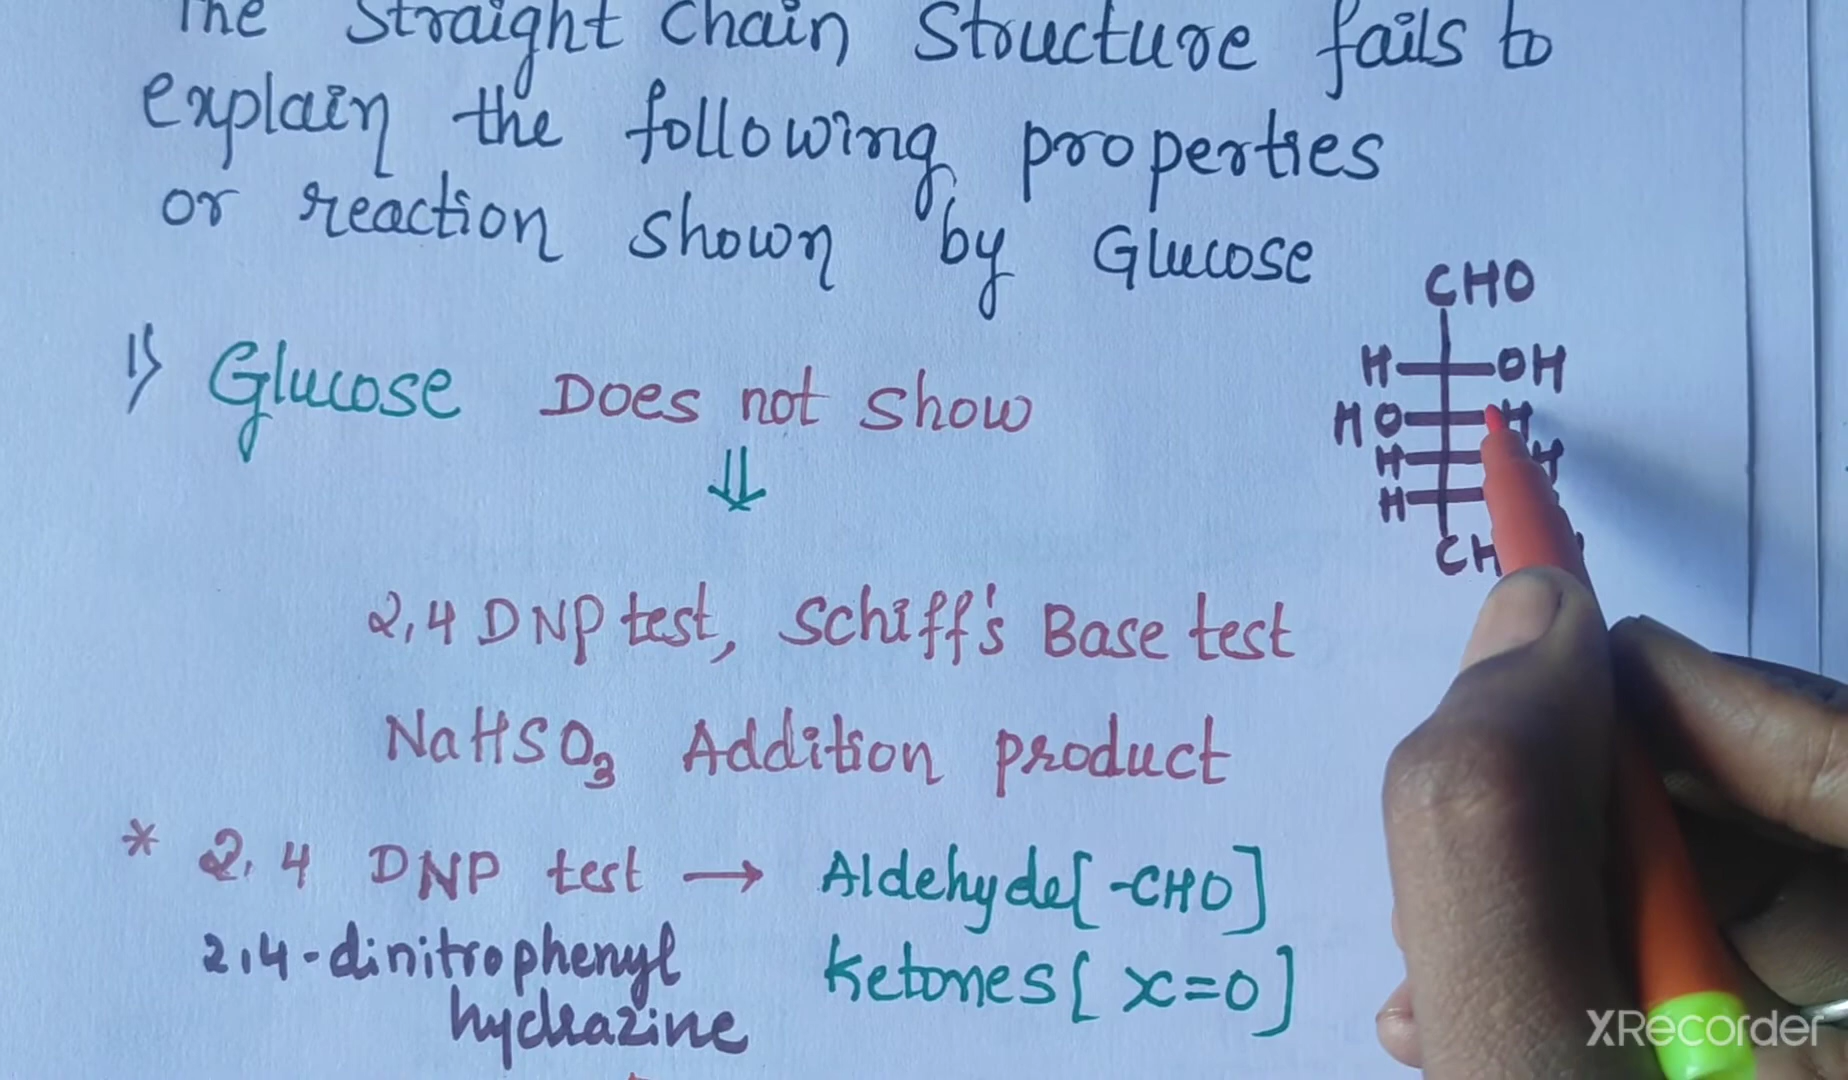 The Straight Chain Structure fails to
explain the following properties
or reaction shown by Glucose
CHO
H OH
HO H
H H
H
CH
1) Glucose Does not show
⇓
2,4 DNP test, Schiff's Base test
NaHSO3 Addition product
* 2,4 DNP test → Aldehyde[-CHO]
2,4-dinitrophenyl Ketones[ >c=0]
hydrazine
XRecorder